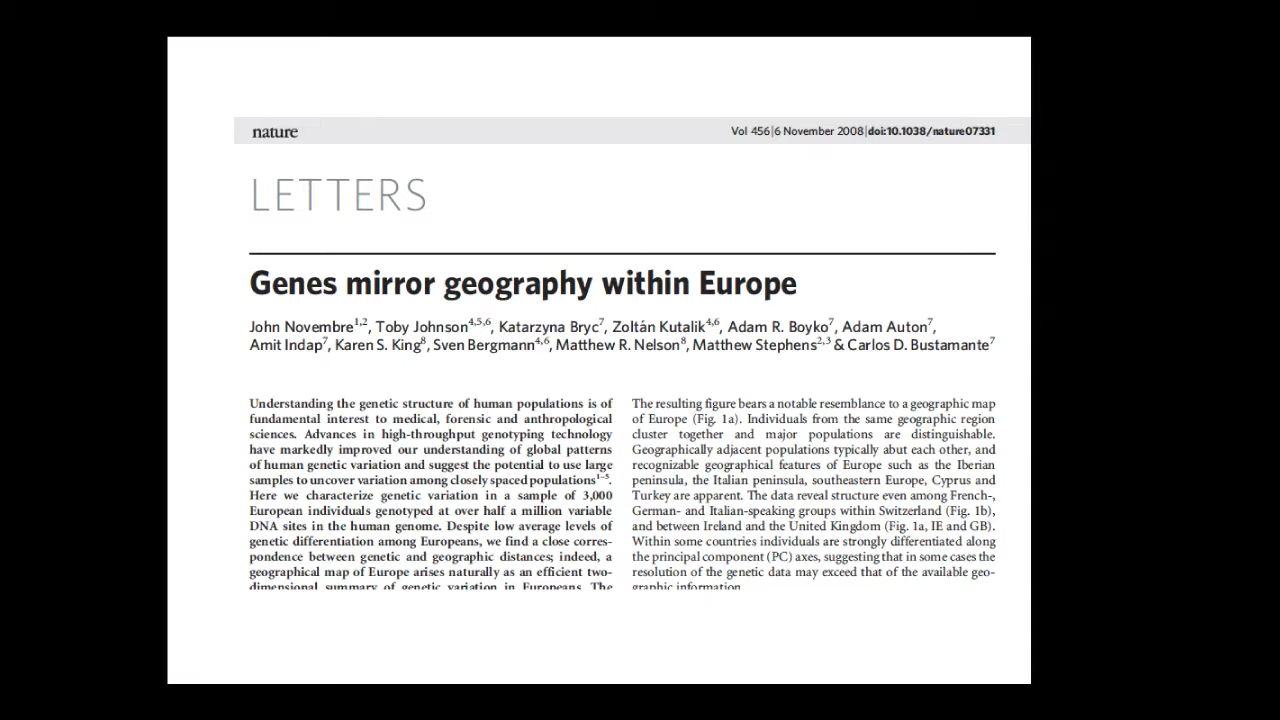 nature
Vol 456|6 November 2008|doi:10.1038/nature07331
LETTERS
Genes mirror geography within Europe
John Novembre1,2, Toby Johnson4,5,6, Katarzyna Bryc7, Zoltán Kutalik4,6, Adam R. Boyko7, Adam Auton7,
Amit Indap7, Karen S. King8, Sven Bergmann4,6, Matthew R. Nelson8, Matthew Stephens2,3 & Carlos D. Bustamante7
Understanding the genetic structure of human populations is of
fundamental interest to medical, forensic and anthropological
sciences. Advances in high-throughput genotyping technology
have markedly improved our understanding of global patterns
of human genetic variation and suggest the potential to use large
samples to uncover variation among closely spaced populations1–5.
Here we characterize genetic variation in a sample of 3,000
European individuals genotyped at over half a million variable
DNA sites in the human genome. Despite low average levels of
genetic differentiation among Europeans, we find a close corres-
pondence between genetic and geographic distances; indeed, a
geographical map of Europe arises naturally as an efficient two-
dimensional summary of genetic variation in Europeans. The
The resulting figure bears a notable resemblance to a geographic map
of Europe (Fig. 1a). Individuals from the same geographic region
cluster together and major populations are distinguishable.
Geographically adjacent populations typically abut each other, and
recognizable geographical features of Europe such as the Iberian
peninsula, the Italian peninsula, southeastern Europe, Cyprus and
Turkey are apparent. The data reveal structure even among French-,
German- and Italian-speaking groups within Switzerland (Fig. 1b),
and between Ireland and the United Kingdom (Fig. 1a, IE and GB).
Within some countries individuals are strongly differentiated along
the principal component (PC) axes, suggesting that in some cases the
resolution of the genetic data may exceed that of the available geo-
graphic information.